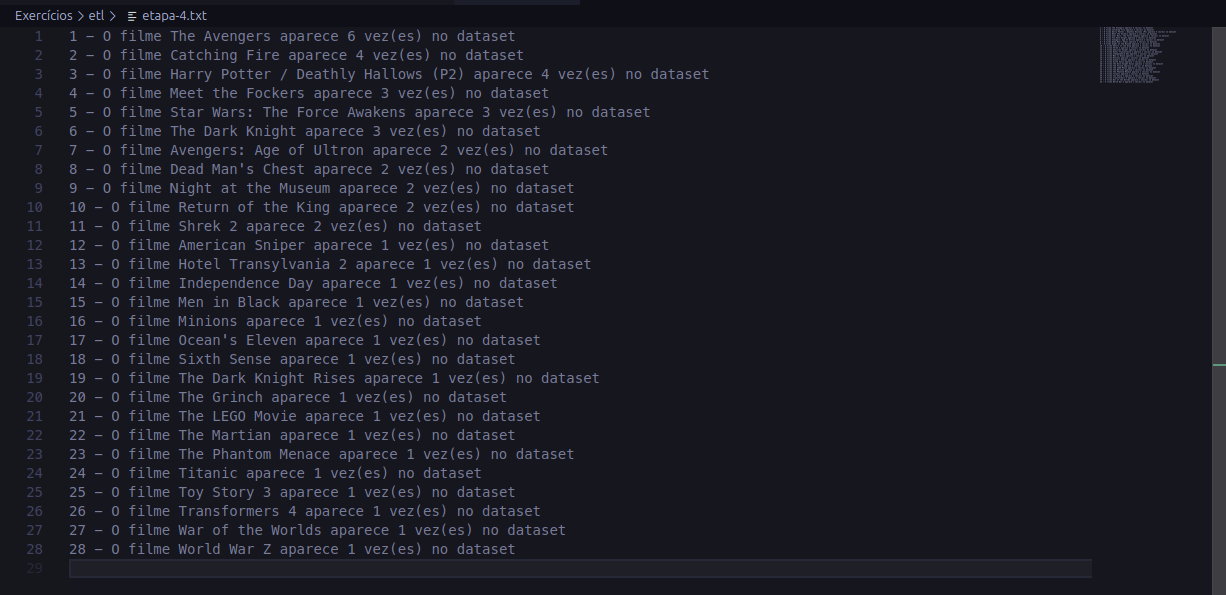 Exercícios > etl > etapa-4.txt
1 1 - O filme The Avengers aparece 6 vez(es) no dataset
2 2 - O filme Catching Fire aparece 4 vez(es) no dataset
3 3 - O filme Harry Potter / Deathly Hallows (P2) aparece 4 vez(es) no dataset
4 4 - O filme Meet the Fockers aparece 3 vez(es) no dataset
5 5 - O filme Star Wars: The Force Awakens aparece 3 vez(es) no dataset
6 6 - O filme The Dark Knight aparece 3 vez(es) no dataset
7 7 - O filme Avengers: Age of Ultron aparece 2 vez(es) no dataset
8 8 - O filme Dead Man's Chest aparece 2 vez(es) no dataset
9 9 - O filme Night at the Museum aparece 2 vez(es) no dataset
10 10 - O filme Return of the King aparece 2 vez(es) no dataset
11 11 - O filme Shrek 2 aparece 2 vez(es) no dataset
12 12 - O filme American Sniper aparece 1 vez(es) no dataset
13 13 - O filme Hotel Transylvania 2 aparece 1 vez(es) no dataset
14 14 - O filme Independence Day aparece 1 vez(es) no dataset
15 15 - O filme Men in Black aparece 1 vez(es) no dataset
16 16 - O filme Minions aparece 1 vez(es) no dataset
17 17 - O filme Ocean's Eleven aparece 1 vez(es) no dataset
18 18 - O filme Sixth Sense aparece 1 vez(es) no dataset
19 19 - O filme The Dark Knight Rises aparece 1 vez(es) no dataset
20 20 - O filme The Grinch aparece 1 vez(es) no dataset
21 21 - O filme The LEGO Movie aparece 1 vez(es) no dataset
22 22 - O filme The Martian aparece 1 vez(es) no dataset
23 23 - O filme The Phantom Menace aparece 1 vez(es) no dataset
24 24 - O filme Titanic aparece 1 vez(es) no dataset
25 25 - O filme Toy Story 3 aparece 1 vez(es) no dataset
26 26 - O filme Transformers 4 aparece 1 vez(es) no dataset
27 27 - O filme War of the Worlds aparece 1 vez(es) no dataset
28 28 - O filme World War Z aparece 1 vez(es) no dataset
29